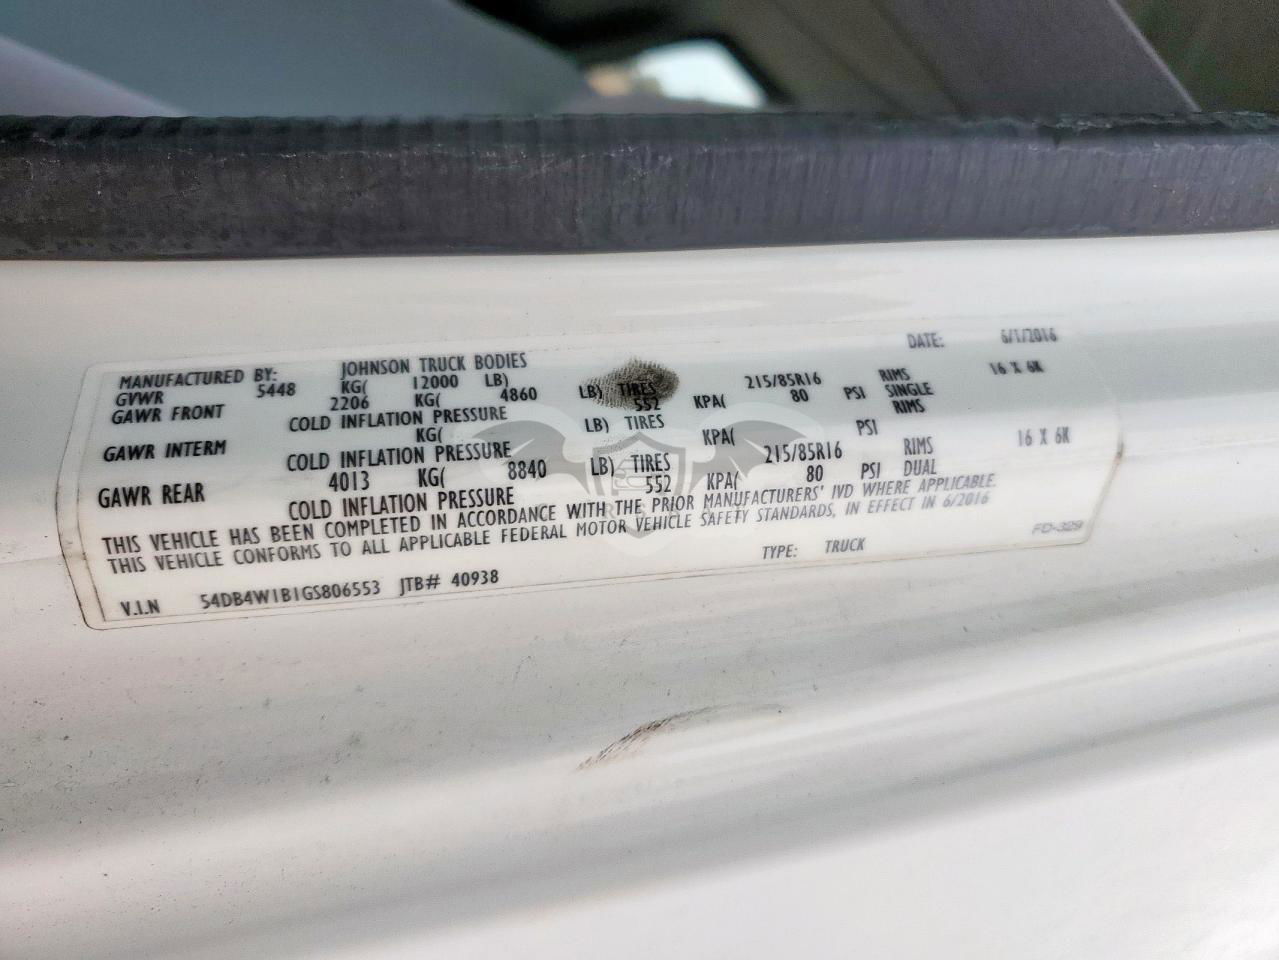 MANUFACTURED BY: JOHNSON TRUCK BODIES DATE: 6/1/2016
GVWR 5448 KG( 12000 LB)
GAWR FRONT 2206 KG( 4860 LB) TIRES 215/85R16 RIMS 16 X 6K
COLD INFLATION PRESSURE 552 KPA( 80 PSI SINGLE
GAWR INTERM KG( LB) TIRES RIMS
COLD INFLATION PRESSURE KPA( PSI
GAWR REAR 4013 KG( 8840 LB) TIRES 215/85R16 RIMS 16 X 6K
COLD INFLATION PRESSURE 552 KPA( 80 PSI DUAL
THIS VEHICLE HAS BEEN COMPLETED IN ACCORDANCE WITH THE PRIOR MANUFACTURERS' IVD WHERE APPLICABLE.
THIS VEHICLE CONFORMS TO ALL APPLICABLE FEDERAL MOTOR VEHICLE SAFETY STANDARDS, IN EFFECT IN 6/2016
V.I.N 54DB4W1B1GS806553 JTB# 40938 TYPE: TRUCK FD-329